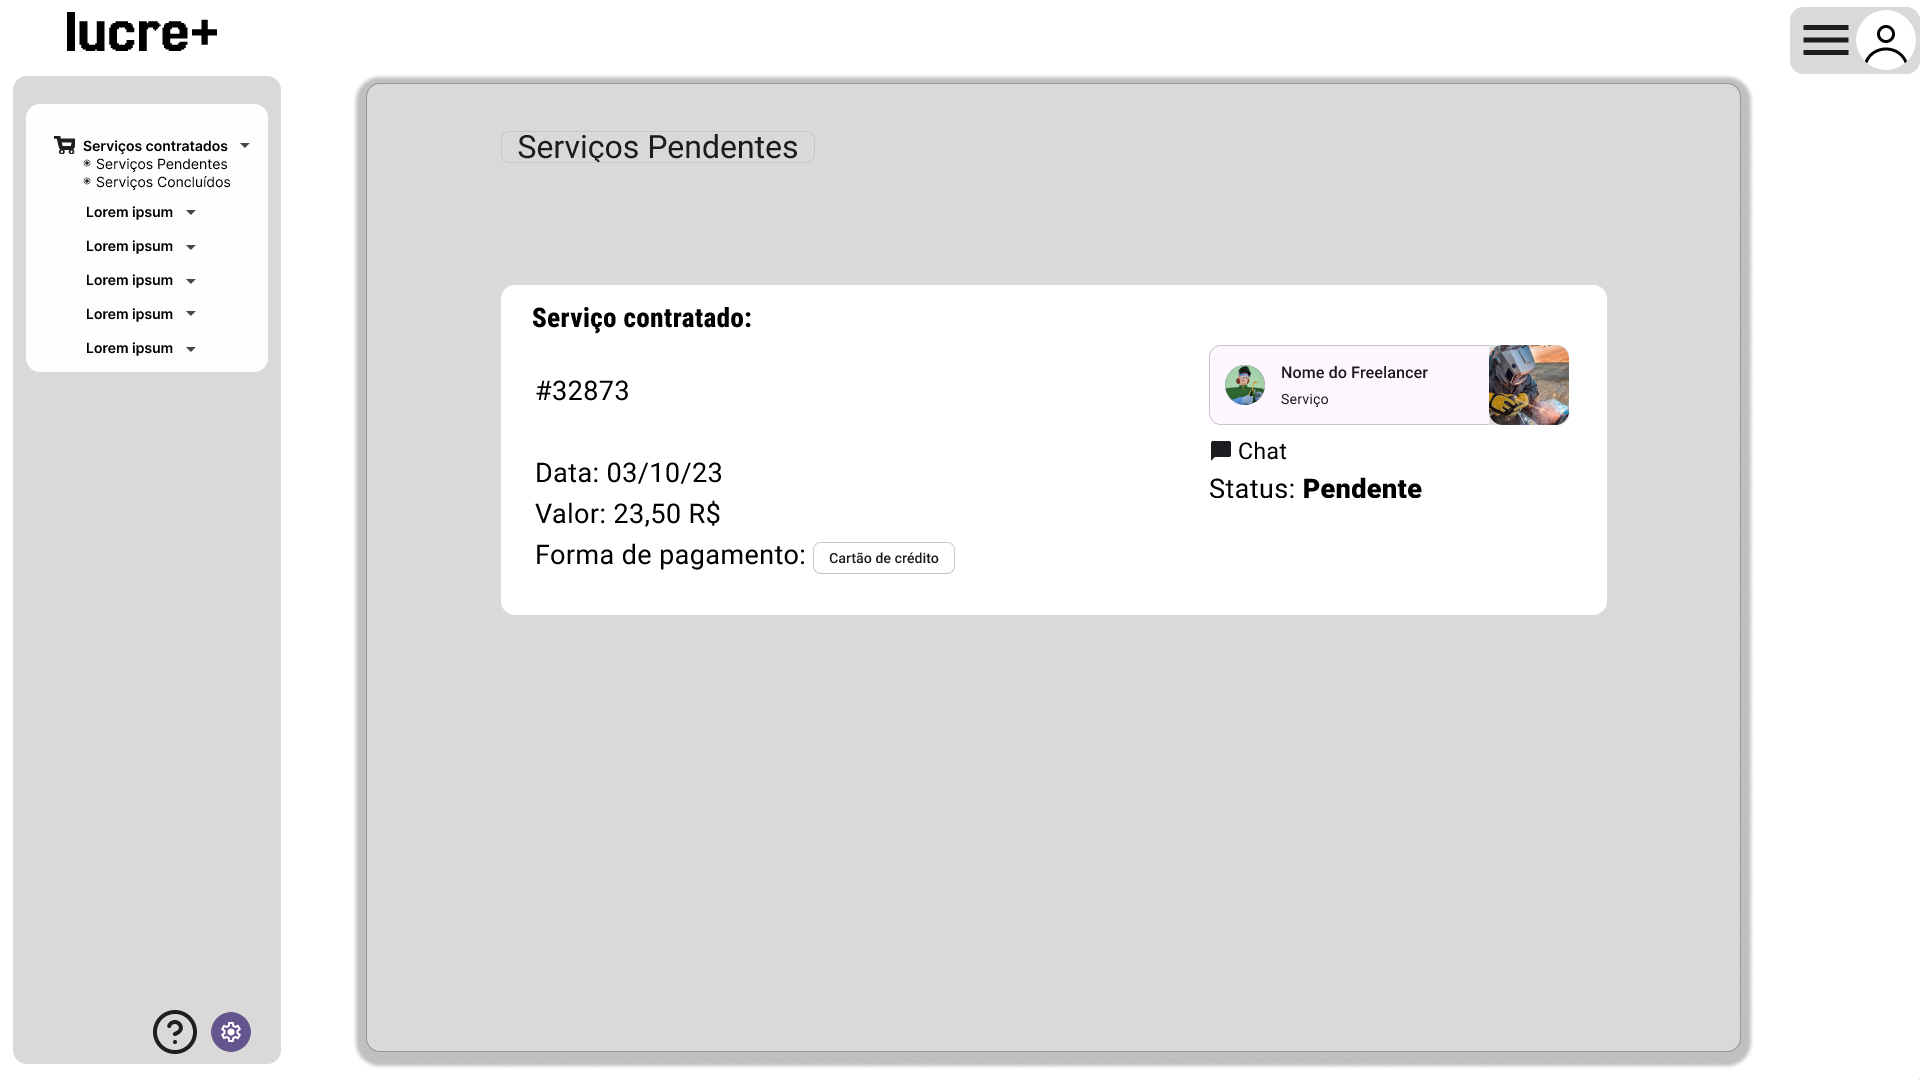 lucre+
Serviços contratados
Serviços Pendentes
Serviços Concluídos
Lorem ipsum
Lorem ipsum
Lorem ipsum
Lorem ipsum
Lorem ipsum
Serviços Pendentes
Serviço contratado:
#32873
Data: 03/10/23
Valor: 23,50 R$
Forma de pagamento: Cartão de crédito
Nome do Freelancer
Serviço
Chat
Status: Pendente